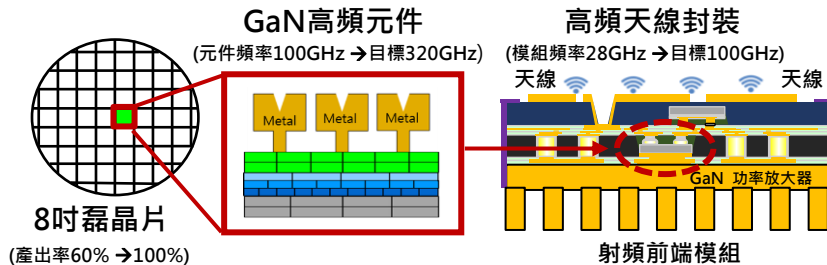 GaN高頻元件
(元件頻率100GHz →目標320GHz)
高頻天線封裝
(模組頻率28GHz →目標100GHz)
天線
天線
Metal
Metal
Metal
GaN 功率放大器
8吋磊晶片
(產出率60% →100%)
射頻前端模組